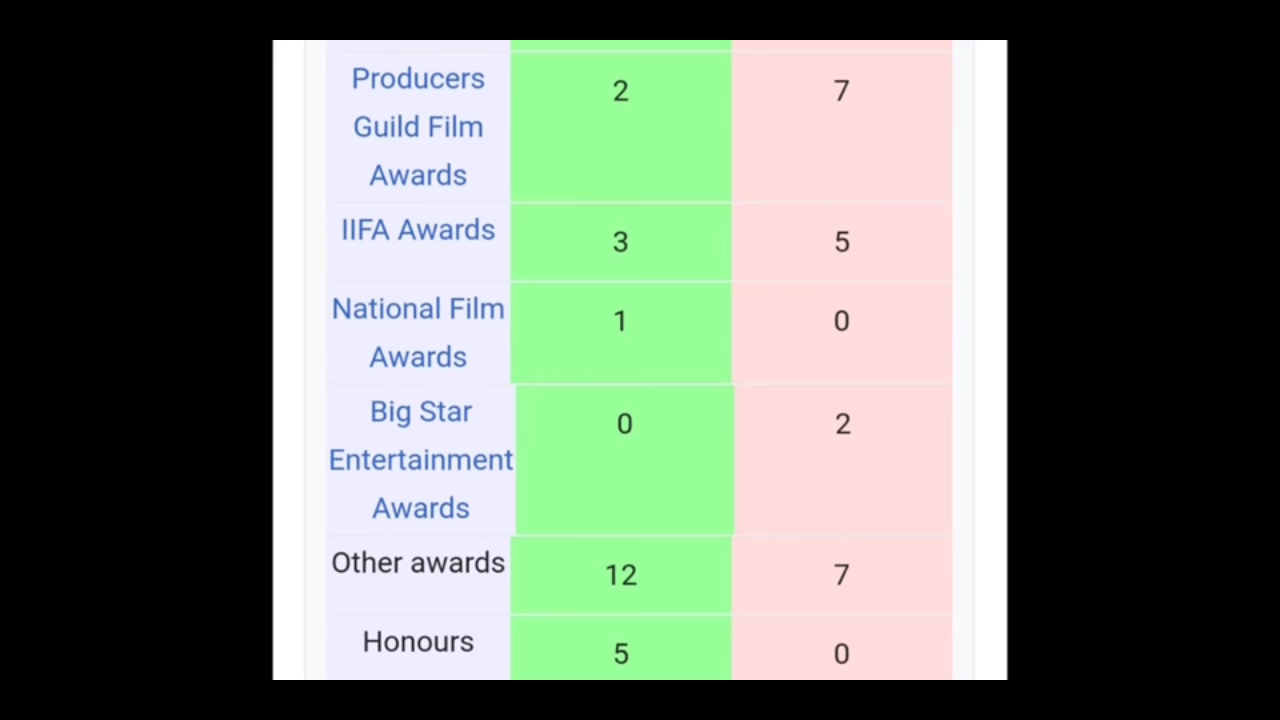 Producers 2 7
Guild Film
Awards
IIFA Awards 3 5
National Film 1 0
Awards
Big Star 0 2
Entertainment
Awards
Other awards 12 7
Honours 5 0